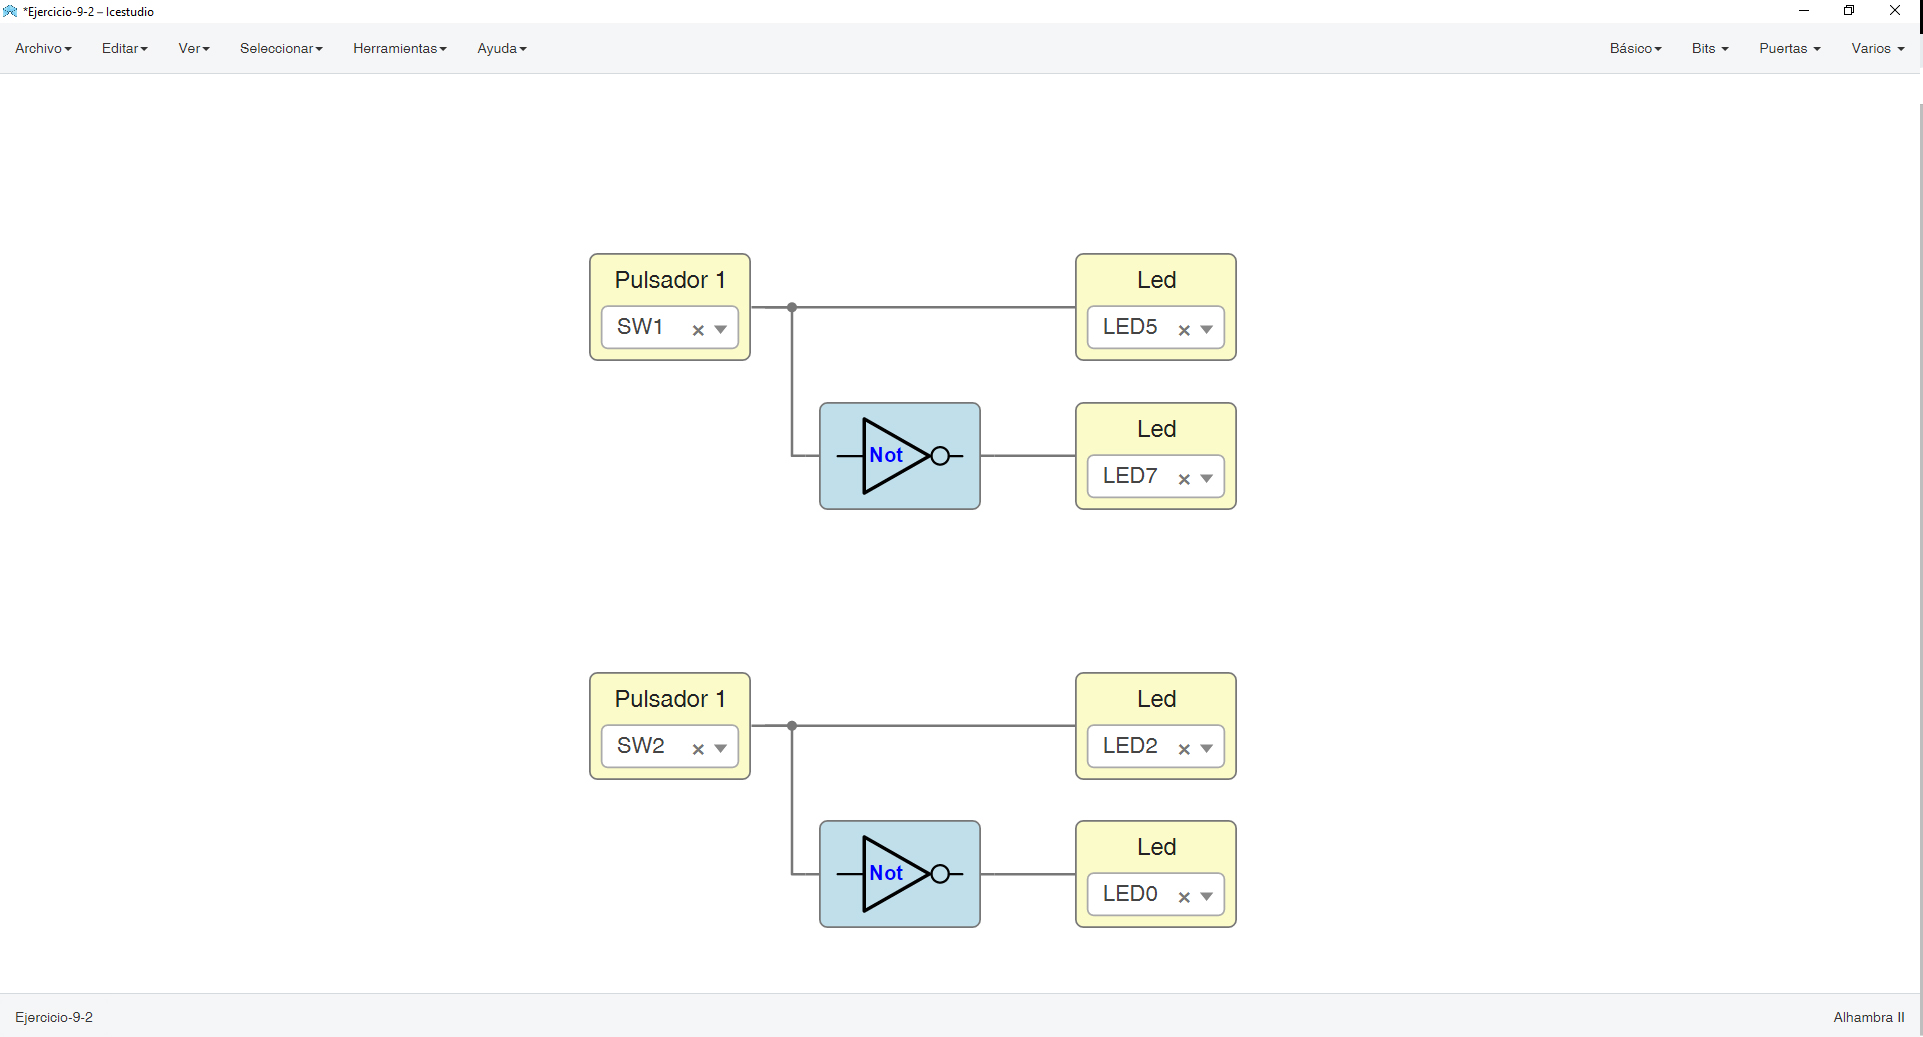 *Ejercicio-9-2 – Icestudio
Archivo Editar Ver Seleccionar Herramientas Ayuda Básico Bits Puertas Varios
Pulsador 1 Led
SW1 LED5
Led
Not LED7
Pulsador 1 Led
SW2 LED2
Led
Not LED0
Ejercicio-9-2 Alhambra II